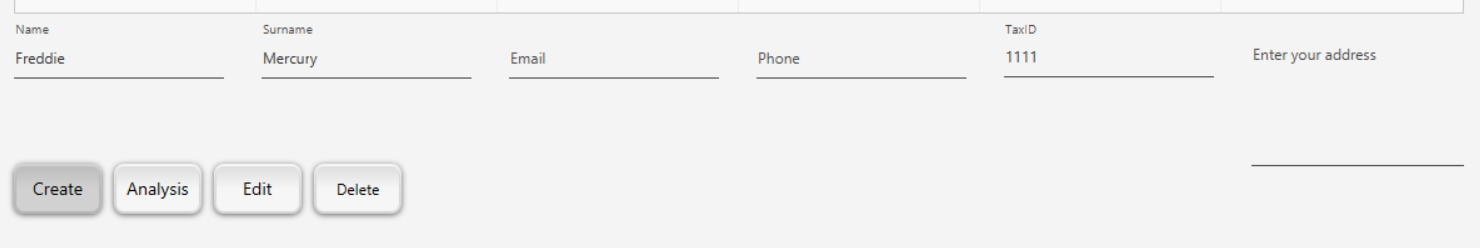 Name Surname TaxID
Freddie Mercury Email Phone 1111 Enter your address
Create Analysis Edit Delete